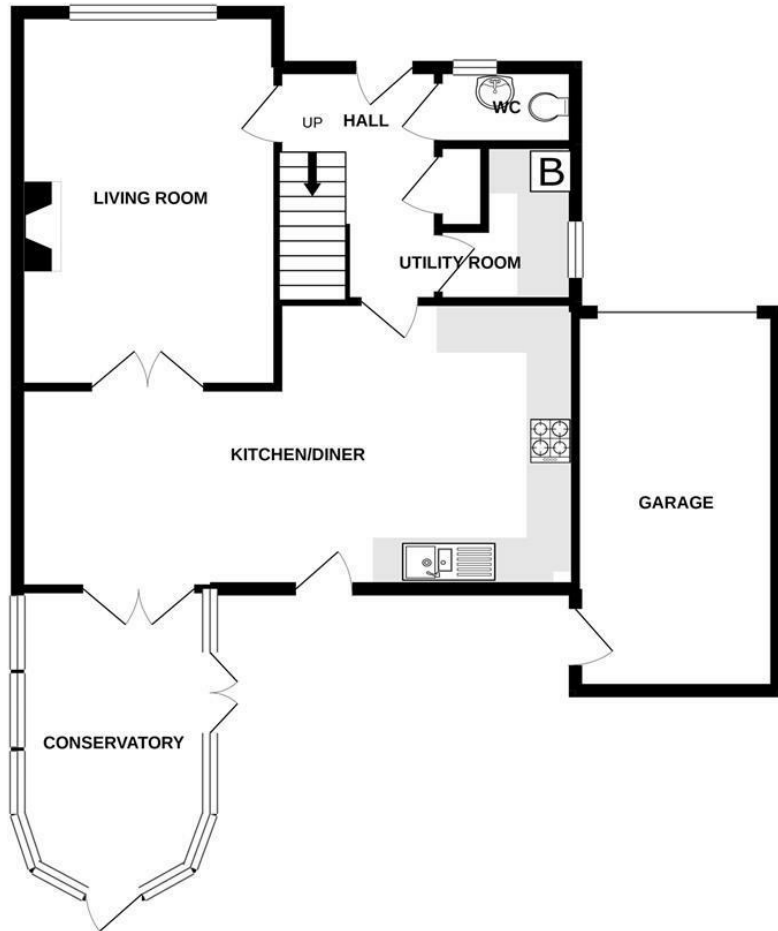 UP
HALL
WC
B
LIVING ROOM
UTILITY ROOM
KITCHEN/DINER
GARAGE
CONSERVATORY